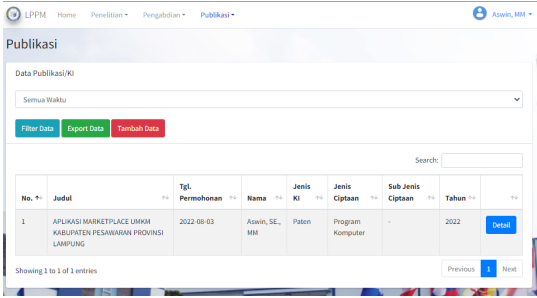 LPPM Home Penelitian Pengabdian Publikasi Aswin, MM
Publikasi
Data Publikasi/KI
Semua Waktu
Filter Data Export Data Tambah Data
Search:
No. Judul Tgl. Permohonan Nama Jenis KI Jenis Ciptaan Sub Jenis Ciptaan Tahun
1 APLIKASI MARKETPLACE UMKM KABUPATEN PESAWARAN PROVINSI LAMPUNG 2022-08-03 Aswin, SE., MM Paten Program Komputer - 2022 Detail
Showing 1 to 1 of 1 entries
Previous 1 Next